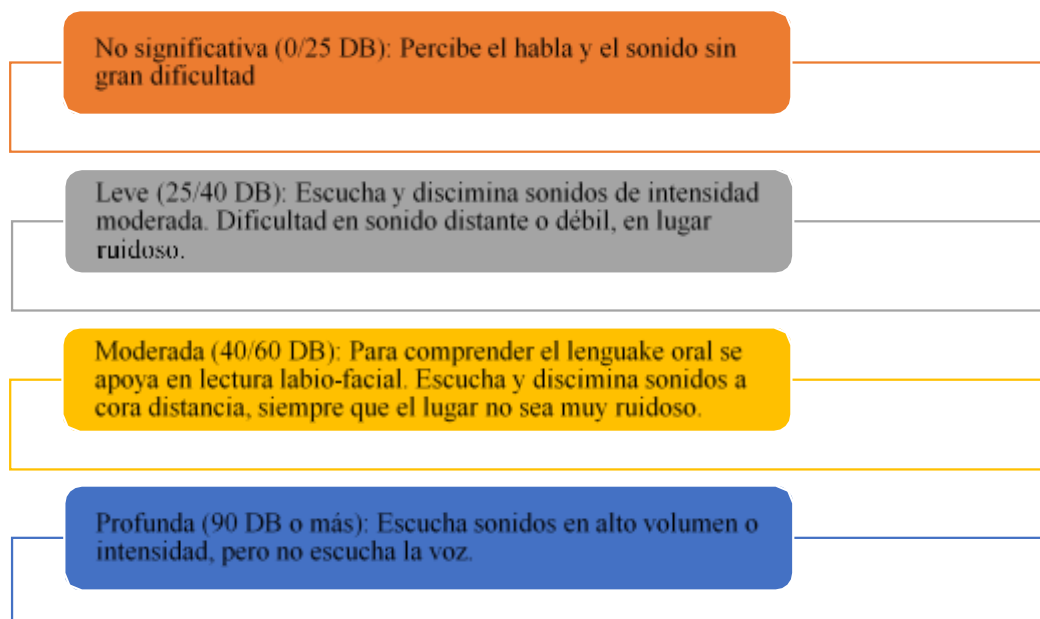 No significativa (0/25 DB): Percibe el habla y el sonido sin
gran dificultad
Leve (25/40 DB): Escucha y discimina sonidos de intensidad
moderada. Dificultad en sonido distante o débil, en lugar
ruidoso.
Moderada (40/60 DB): Para comprender el lenguake oral se
apoya en lectura labio-facial. Escucha y discimina sonidos a
cora distancia, siempre que el lugar no sea muy ruidoso.
Profunda (90 DB o más): Escucha sonidos en alto volumen o
intensidad, pero no escucha la voz.